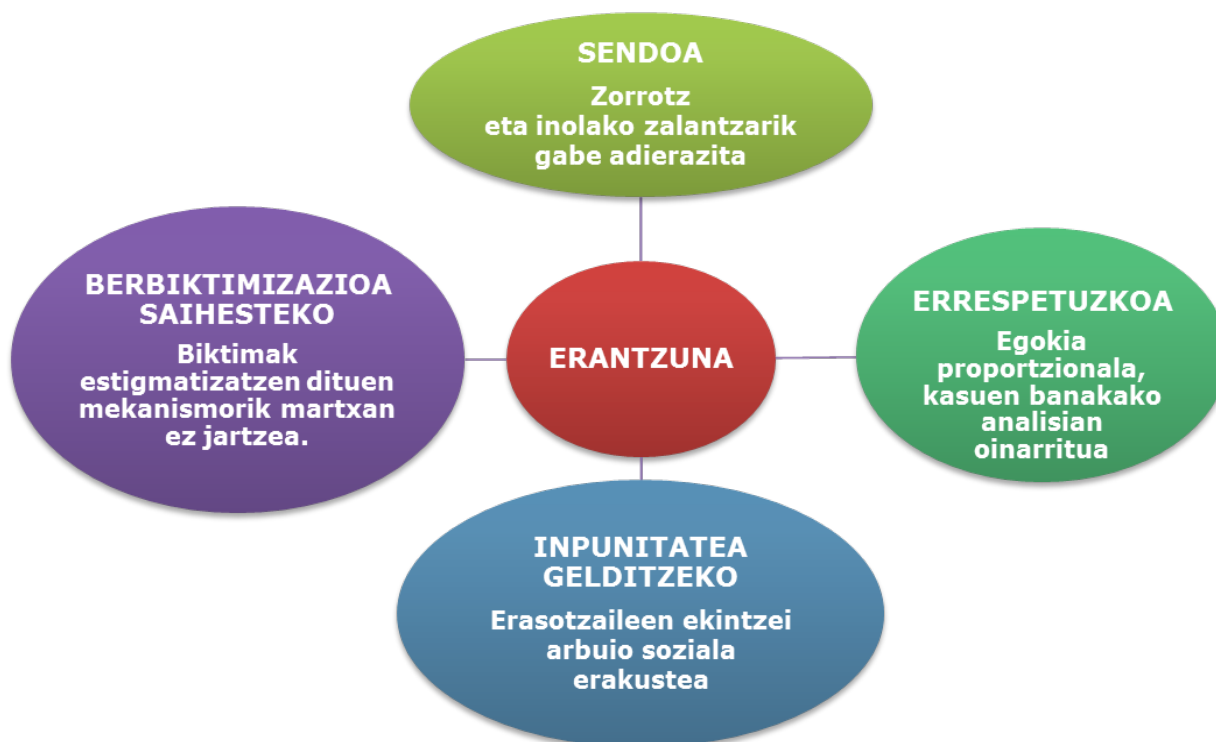 SENDOA
Zorrotz
eta inolako zalantzarik
gabe adierazita
BERBIKTIMIZAZIOA
SAIHESTEKO
Biktimak
estigmatizatzen dituen
mekanismorik martxan
ez jartzea.
ERANTZUNA
ERRESPETUZKOA
Egokia
proportzionala,
kasuen banakako
analisian
oinarritua
INPUNITATEA
GELDITZEKO
Erasotzaileen ekintzei
arbuio soziala
erakustea